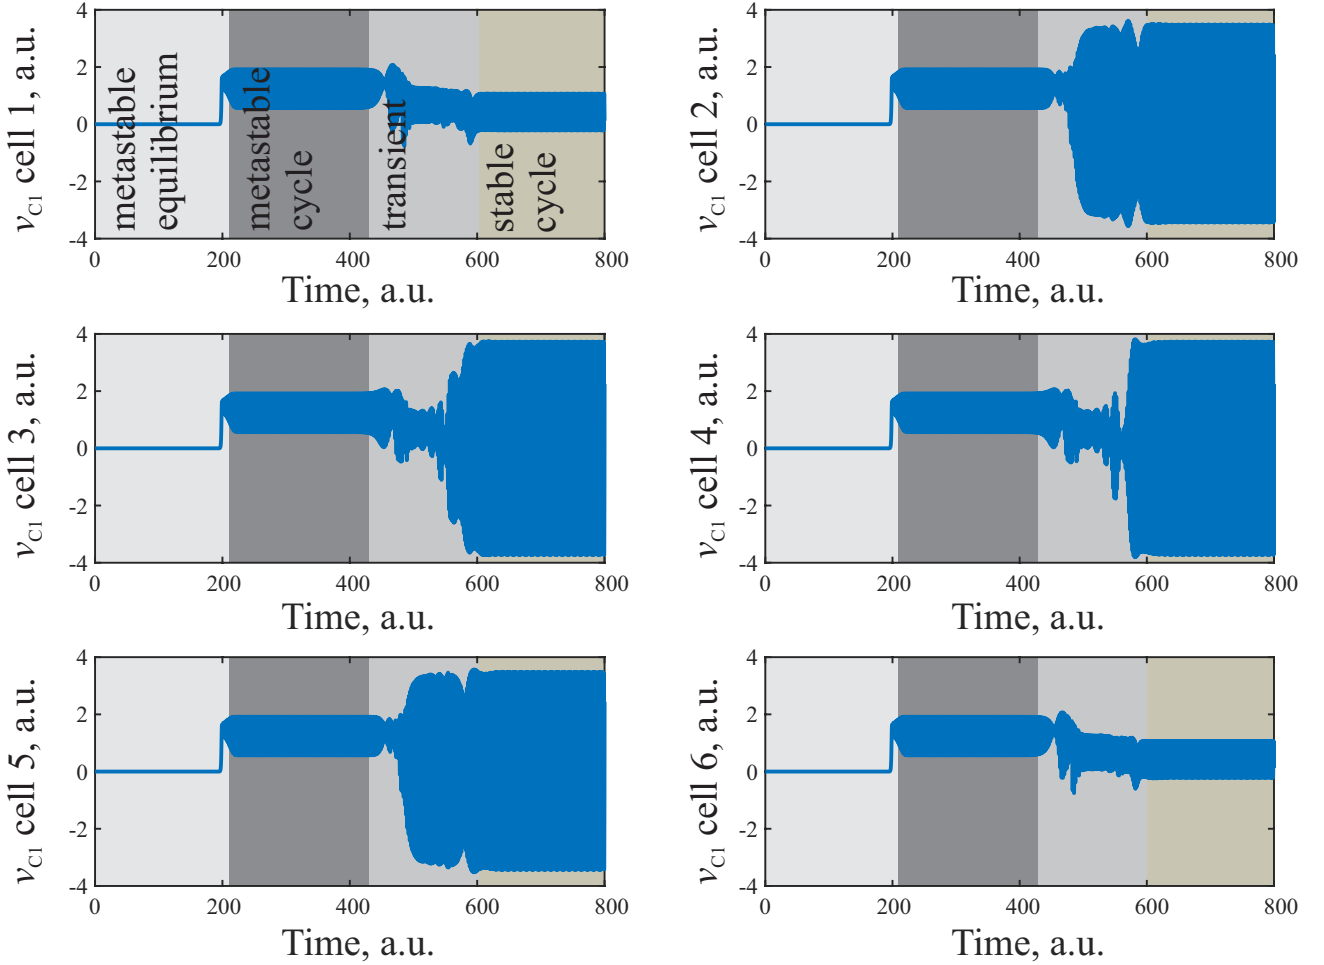 4
2
0
-2
-4
v_C1 cell 1, a.u.
metastable
equilibrium
metastable
cycle
transient
stable
cycle
0 200 400 600 800
Time, a.u.
4
2
0
-2
-4
v_C1 cell 2, a.u.
0 200 400 600 800
Time, a.u.
4
2
0
-2
-4
v_C1 cell 3, a.u.
0 200 400 600 800
Time, a.u.
4
2
0
-2
-4
v_C1 cell 4, a.u.
0 200 400 600 800
Time, a.u.
4
2
0
-2
-4
v_C1 cell 5, a.u.
0 200 400 600 800
Time, a.u.
4
2
0
-2
-4
v_C1 cell 6, a.u.
0 200 400 600 800
Time, a.u.